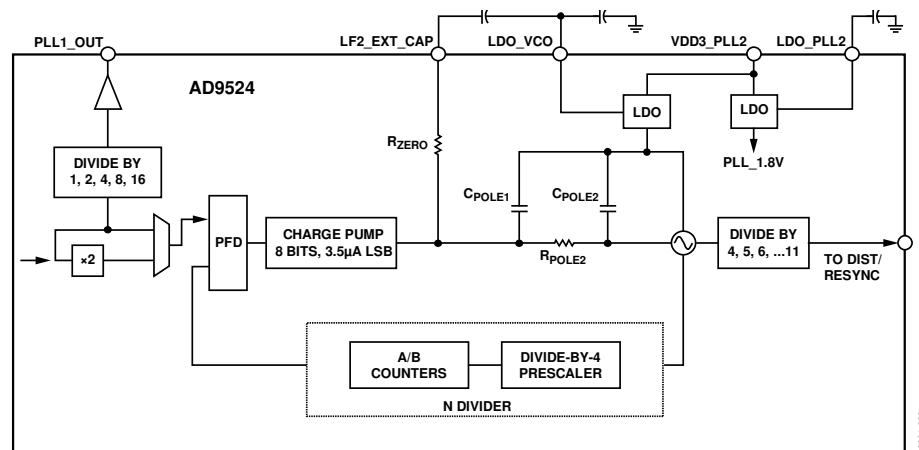 PLL1_OUT
LF2_EXT_CAP
LDO_VCO
VDD3_PLL2
LDO_PLL2
AD9524
LDO
LDO
RZERO
PLL_1.8V
DIVIDE BY
1, 2, 4, 8, 16
CPOLE1
CPOLE2
×2
PFD
CHARGE PUMP
8 BITS, 3.5µA LSB
RPOLE2
DIVIDE BY
4, 5, 6, ...11
TO DIST/
RESYNC
A/B
COUNTERS
DIVIDE-BY-4
PRESCALER
N DIVIDER